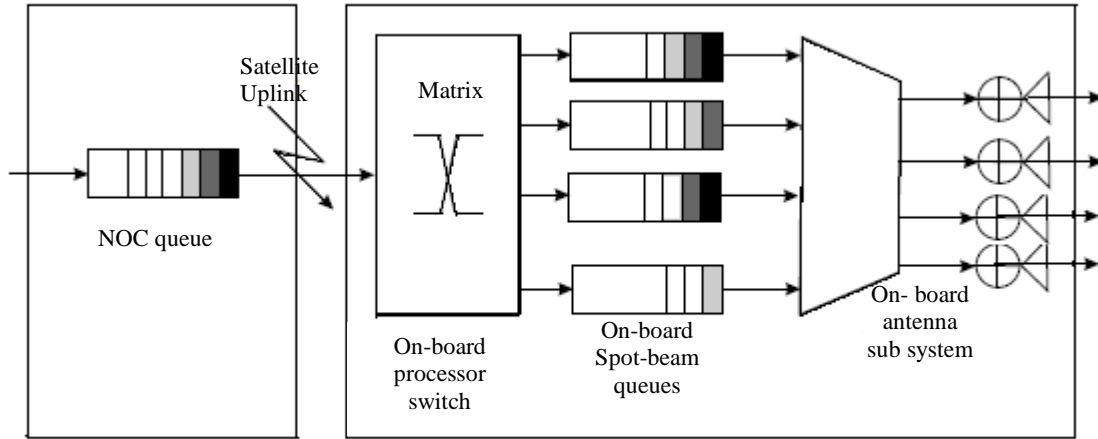 Satellite
Uplink
NOC queue
Matrix
On-board
processor
switch
On-board
Spot-beam
queues
On- board
antenna
sub system